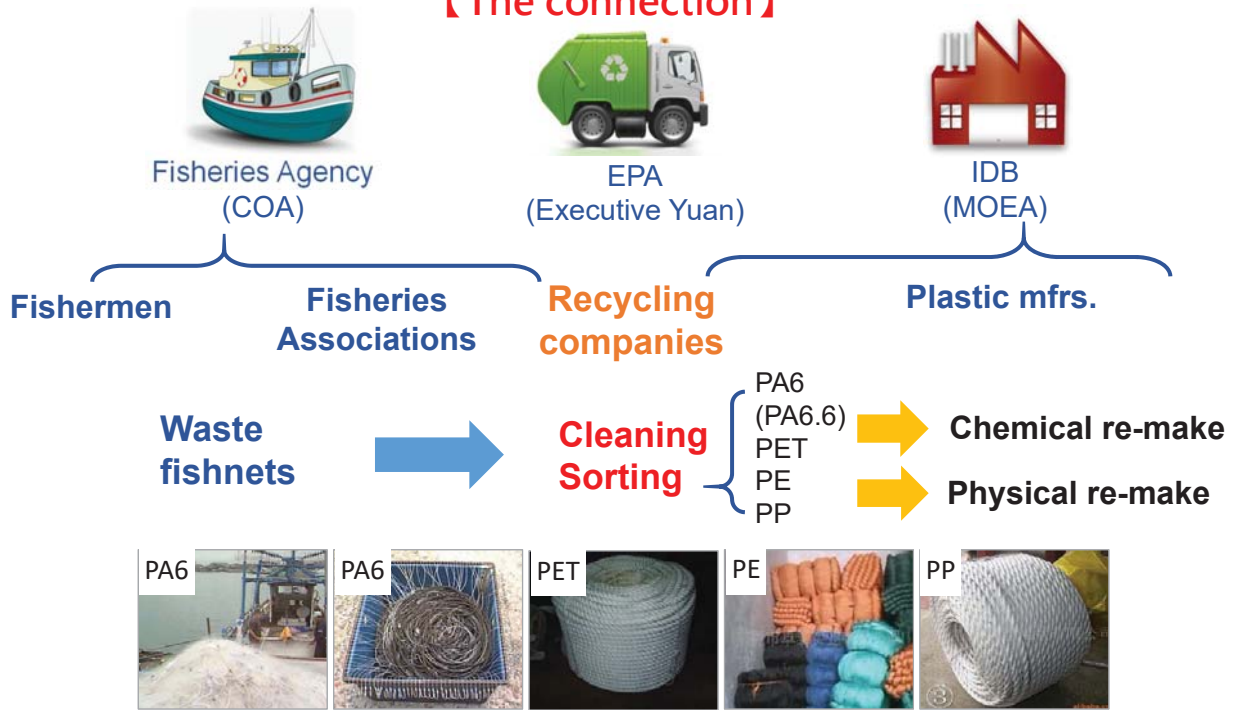 【The connection】
Fisheries Agency
(COA)
EPA
(Executive Yuan)
IDB
(MOEA)
Fishermen
Fisheries
Associations
Recycling
companies
Plastic mfrs.
Waste
fishnets
Cleaning
Sorting
PA6
(PA6.6)
PET
PE
PP
Chemical re-make
Physical re-make
PA6
PA6
PET
PE
PP